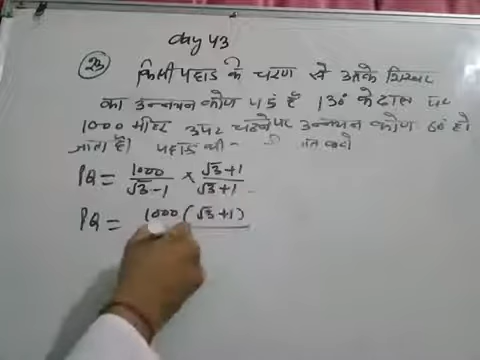 Day 43
(23) किसी पहाड़ के चरण से उसके शिखर
का उन्नयन कोण 45 है 130° के ढाल पर
1000 मीटर ऊपर चढ़ने पर उन्नयन कोण 60 हो
जाता है। पहाड़ की ज्ञात करो
PQ = 1000/(√3-1) × (√3+1)/(√3+1)
PQ = 1000(√3+1)